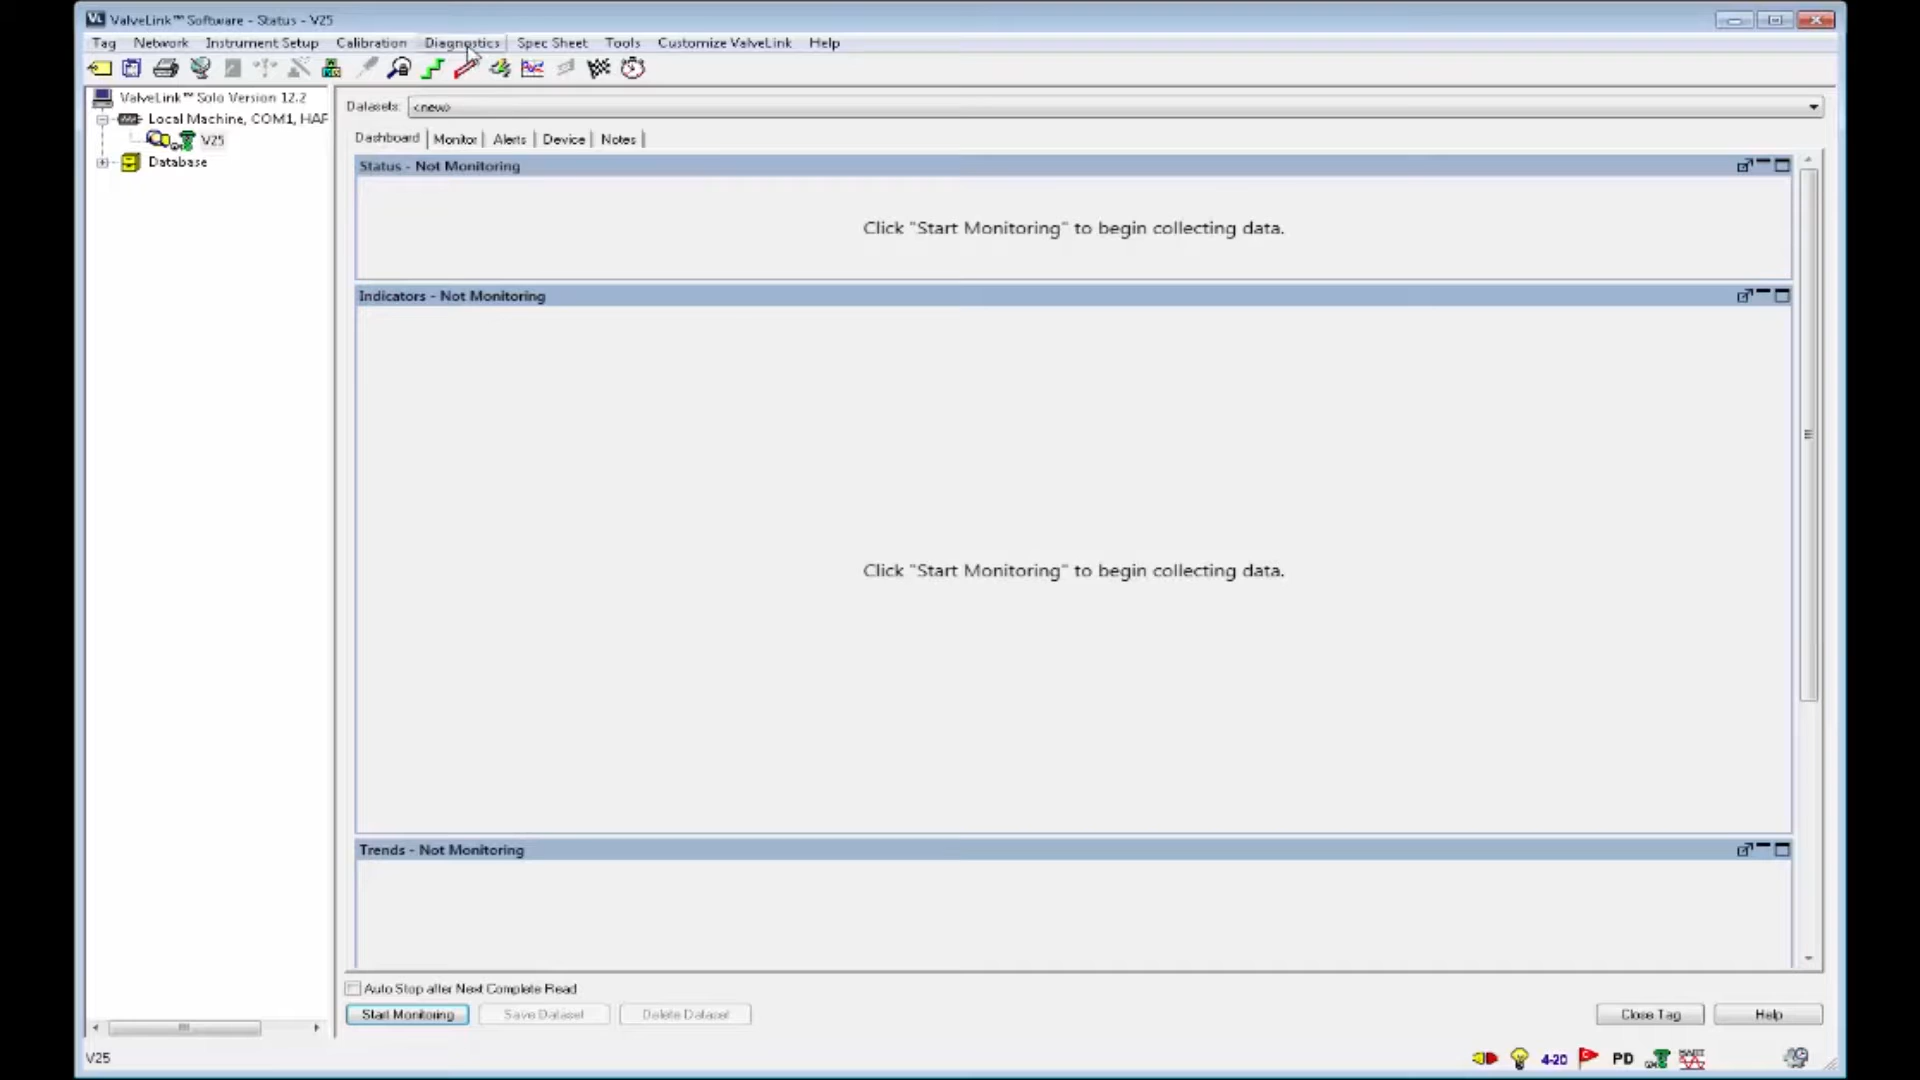 ValveLink™ Software - Status - V25
Tag Network Instrument Setup Calibration Diagnostics Spec Sheet Tools Customize ValveLink Help
ValveLink™ Solo Version 12.2
Local Machine, COM1, HAF
V25
Database
Datasets: <new>
Dashboard Monitor Alerts Device Notes
Status - Not Monitoring
Click "Start Monitoring" to begin collecting data.
Indicators - Not Monitoring
Click "Start Monitoring" to begin collecting data.
Trends - Not Monitoring
Auto Stop after Next Complete Read
Start Monitoring Save Dataset Delete Dataset Close Tag Help
V25 4-20 PD